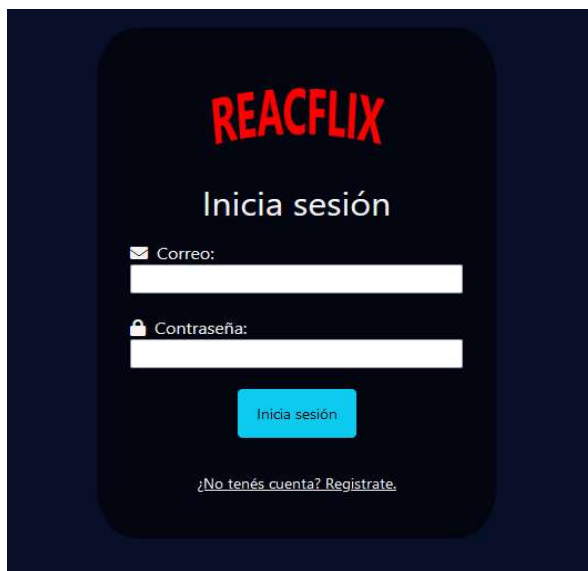 REACFLIX
Inicia sesión
Correo:
Contraseña:
Inicia sesión
¿No tenés cuenta? Registrate.